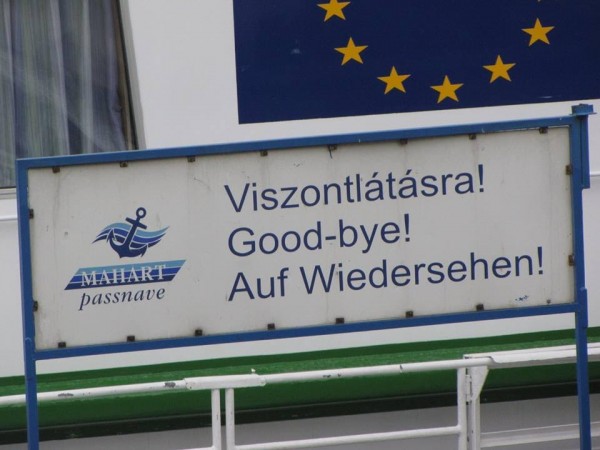 Viszontlátásra!
Good-bye!
Auf Wiedersehen!
MAHART
passnave